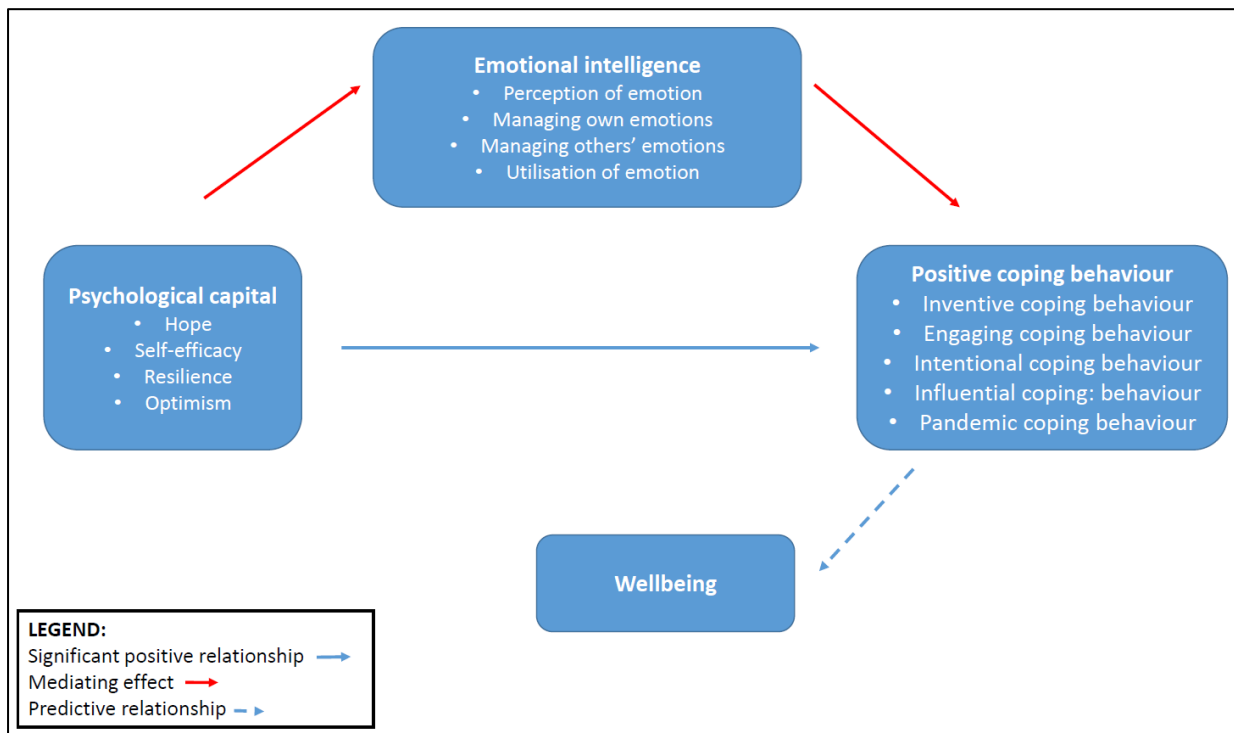 Emotional intelligence
• Perception of emotion
• Managing own emotions
• Managing others' emotions
• Utilisation of emotion
Psychological capital
• Hope
• Self-efficacy
• Resilience
• Optimism
Positive coping behaviour
• Inventive coping behaviour
• Engaging coping behaviour
• Intentional coping behaviour
• Influential coping: behaviour
• Pandemic coping behaviour
Wellbeing
LEGEND:
Significant positive relationship
Mediating effect
Predictive relationship